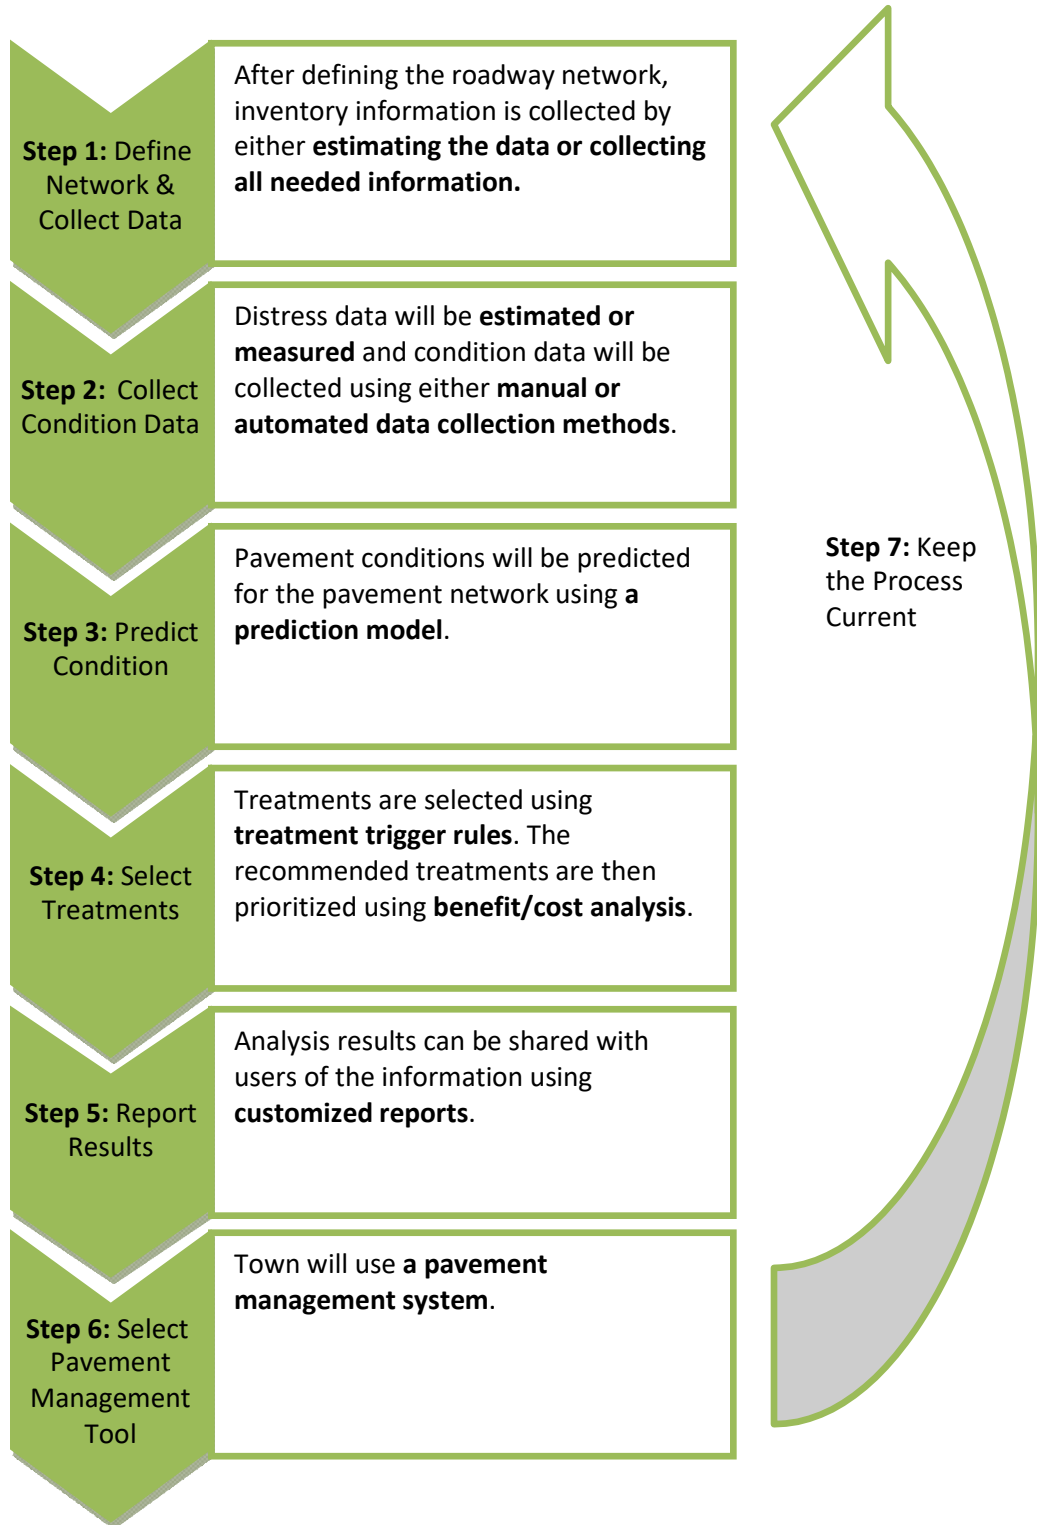 Step 1: Define
Network &
Collect Data
After defining the roadway network,
inventory information is collected by
either estimating the data or collecting
all needed information.
Step 2: Collect
Condition Data
Distress data will be estimated or
measured and condition data will be
collected using either manual or
automated data collection methods.
Step 3: Predict
Condition
Pavement conditions will be predicted
for the pavement network using a
prediction model.
Step 4: Select
Treatments
Treatments are selected using
treatment trigger rules. The
recommended treatments are then
prioritized using benefit/cost analysis.
Step 5: Report
Results
Analysis results can be shared with
users of the information using
customized reports.
Step 6: Select
Pavement
Management
Tool
Town will use a pavement
management system.
Step 7: Keep
the Process
Current